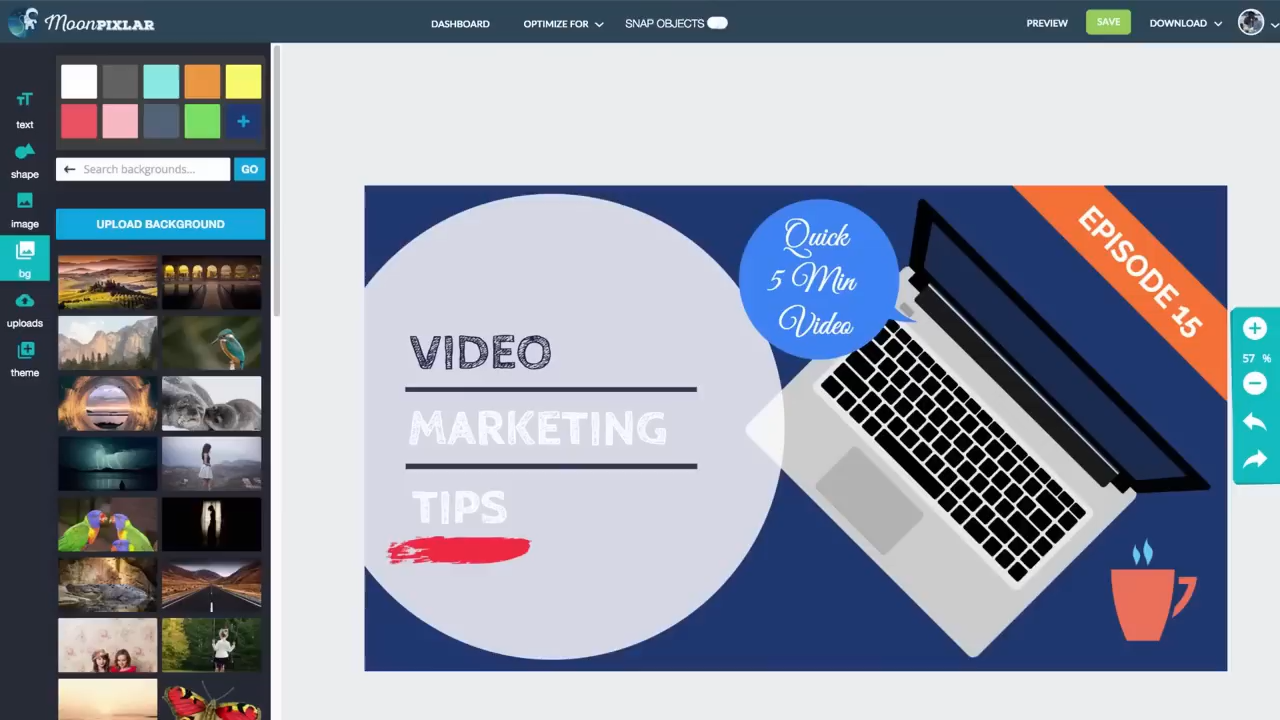 MoonPIXLAR
DASHBOARD
OPTIMIZE FOR
SNAP OBJECTS
PREVIEW
SAVE
DOWNLOAD
text
shape
image
bg
uploads
theme
Search backgrounds...
GO
UPLOAD BACKGROUND
VIDEO
MARKETING
TIPS
Quick
5 Min
Video
EPISODE 15
57 %